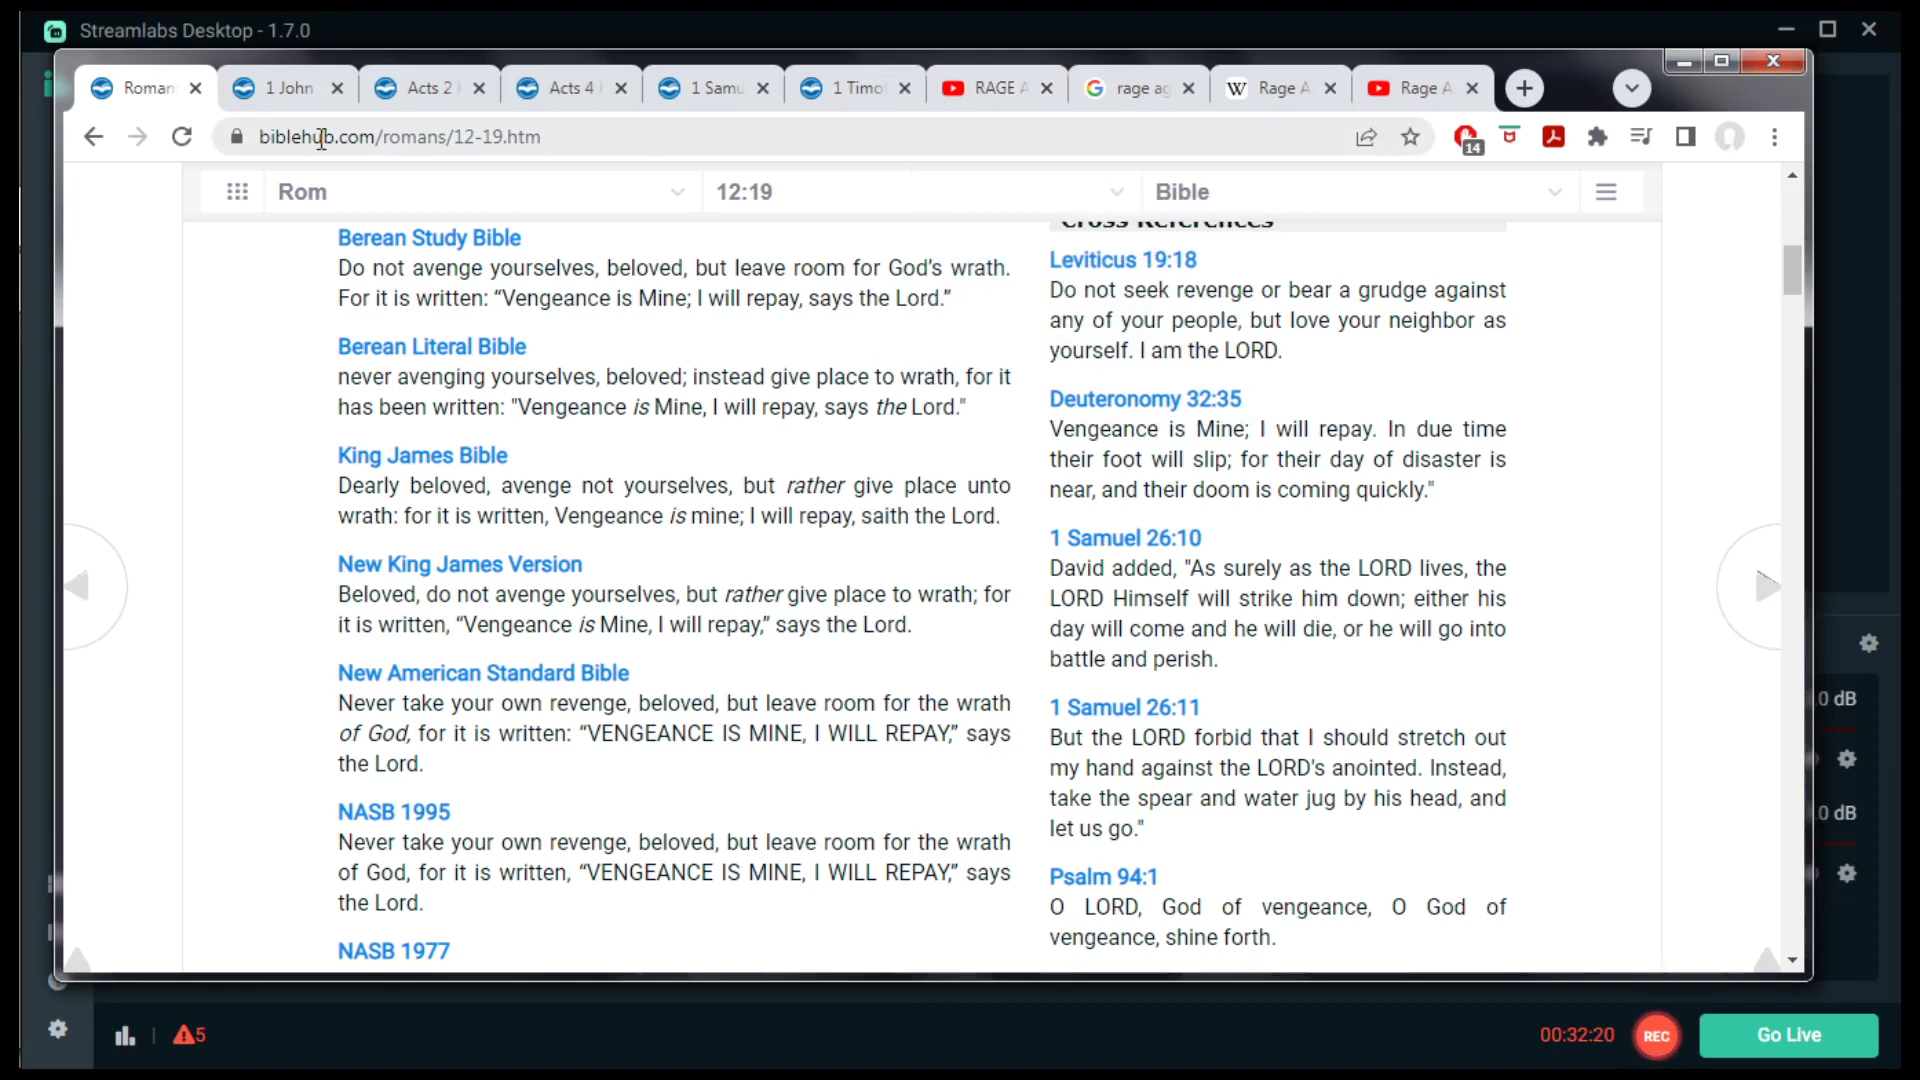 Streamlabs Desktop - 1.7.0
Roman
1 John
Acts 2
Acts 4
1 Samu
1 Timot
RAGE A
rage ag
W Rage A
Rage A
biblehub.com/romans/12-19.htm
14
Rom
12:19
Bible
Berean Study Bible
Do not avenge yourselves, beloved, but leave room for God’s wrath.
For it is written: “Vengeance is Mine; I will repay, says the Lord.”
Berean Literal Bible
never avenging yourselves, beloved; instead give place to wrath, for it
has been written: "Vengeance is Mine, I will repay, says the Lord."
King James Bible
Dearly beloved, avenge not yourselves, but rather give place unto
wrath: for it is written, Vengeance is mine; I will repay, saith the Lord.
New King James Version
Beloved, do not avenge yourselves, but rather give place to wrath; for
it is written, “Vengeance is Mine, I will repay,” says the Lord.
New American Standard Bible
Never take your own revenge, beloved, but leave room for the wrath
of God, for it is written: “VENGEANCE IS MINE, I WILL REPAY,” says
the Lord.
NASB 1995
Never take your own revenge, beloved, but leave room for the wrath
of God, for it is written, “VENGEANCE IS MINE, I WILL REPAY,” says
the Lord.
NASB 1977
Cross References
Leviticus 19:18
Do not seek revenge or bear a grudge against
any of your people, but love your neighbor as
yourself. I am the LORD.
Deuteronomy 32:35
Vengeance is Mine; I will repay. In due time
their foot will slip; for their day of disaster is
near, and their doom is coming quickly."
1 Samuel 26:10
David added, "As surely as the LORD lives, the
LORD Himself will strike him down; either his
day will come and he will die, or he will go into
battle and perish.
1 Samuel 26:11
But the LORD forbid that I should stretch out
my hand against the LORD's anointed. Instead,
take the spear and water jug by his head, and
let us go."
Psalm 94:1
O LORD, God of vengeance, O God of
vengeance, shine forth.
.0 dB
.0 dB
5
00:32:20
REC
Go Live